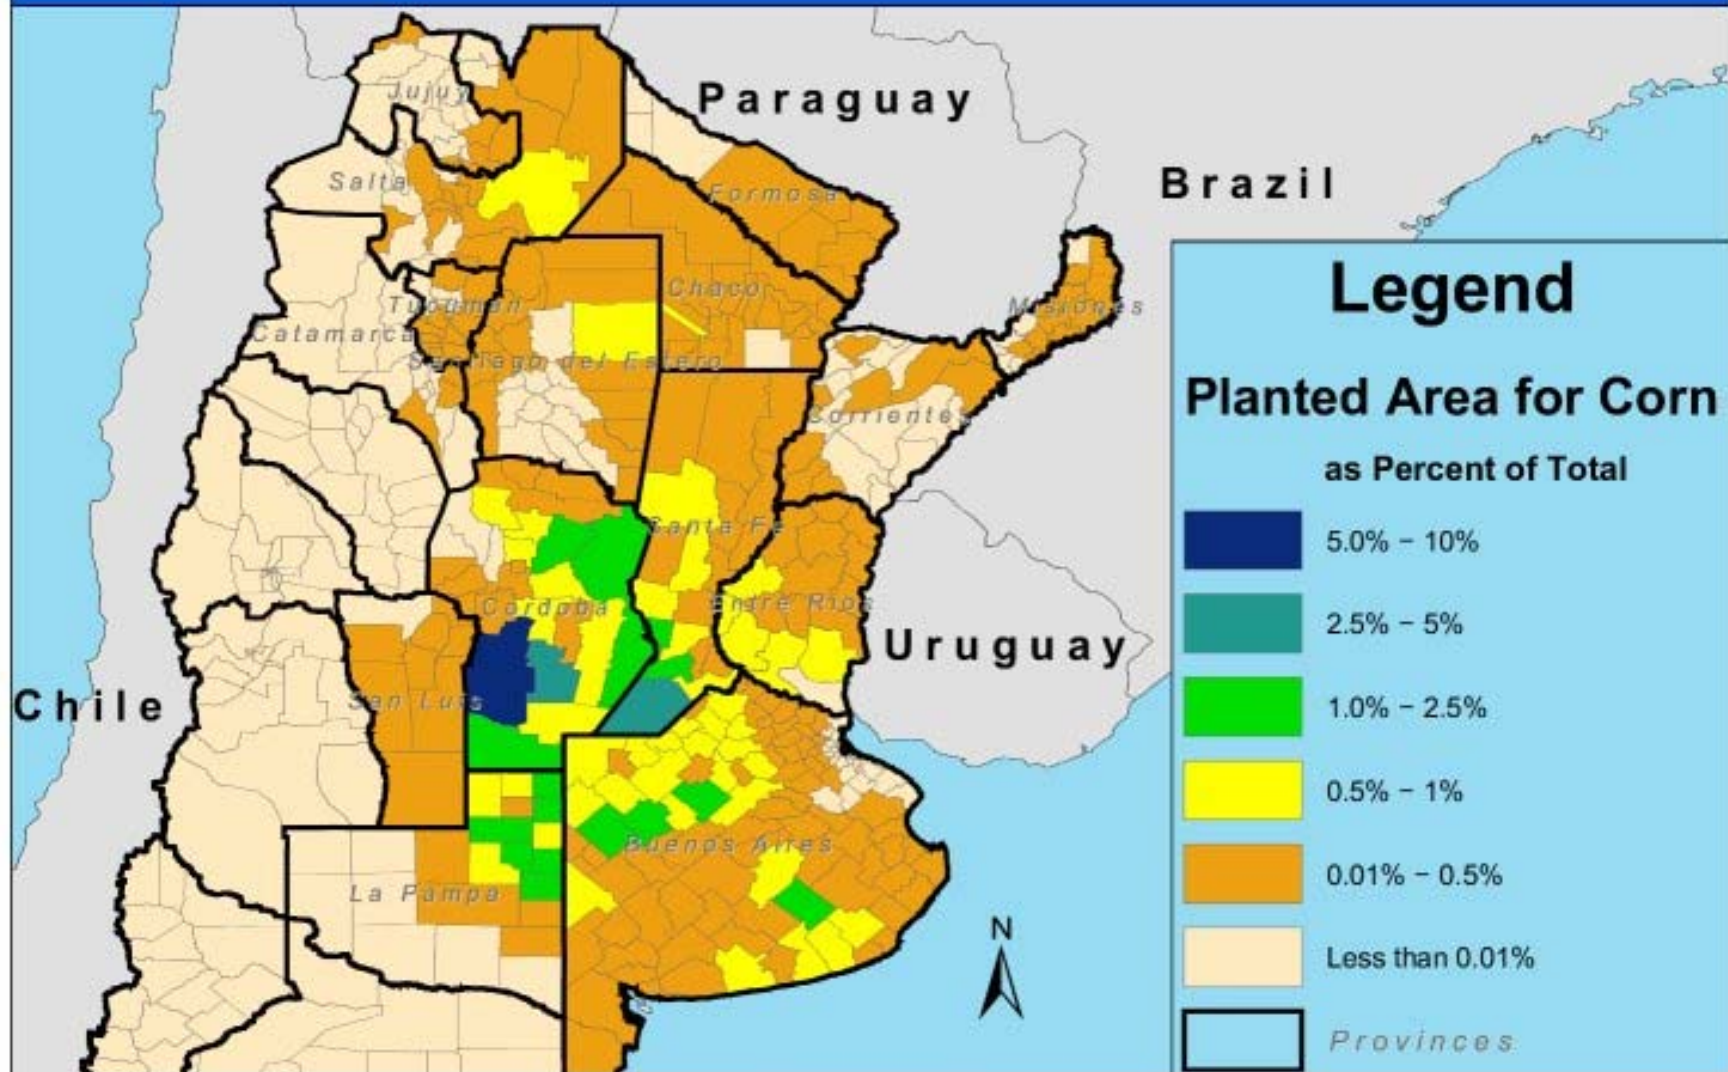 Paraguay
Brazil
Uruguay
Chile
Jujuy
Salta
Formosa
Chaco
Misiones
Tucuman
Catamarca
Santiago del Estero
Corrientes
Santa Fe
Cordoba
Entre Rios
San Luis
Buenos Aires
La Pampa
N
Legend
Planted Area for Corn
as Percent of Total
5.0% – 10%
2.5% – 5%
1.0% – 2.5%
0.5% – 1%
0.01% – 0.5%
Less than 0.01%
Provinces